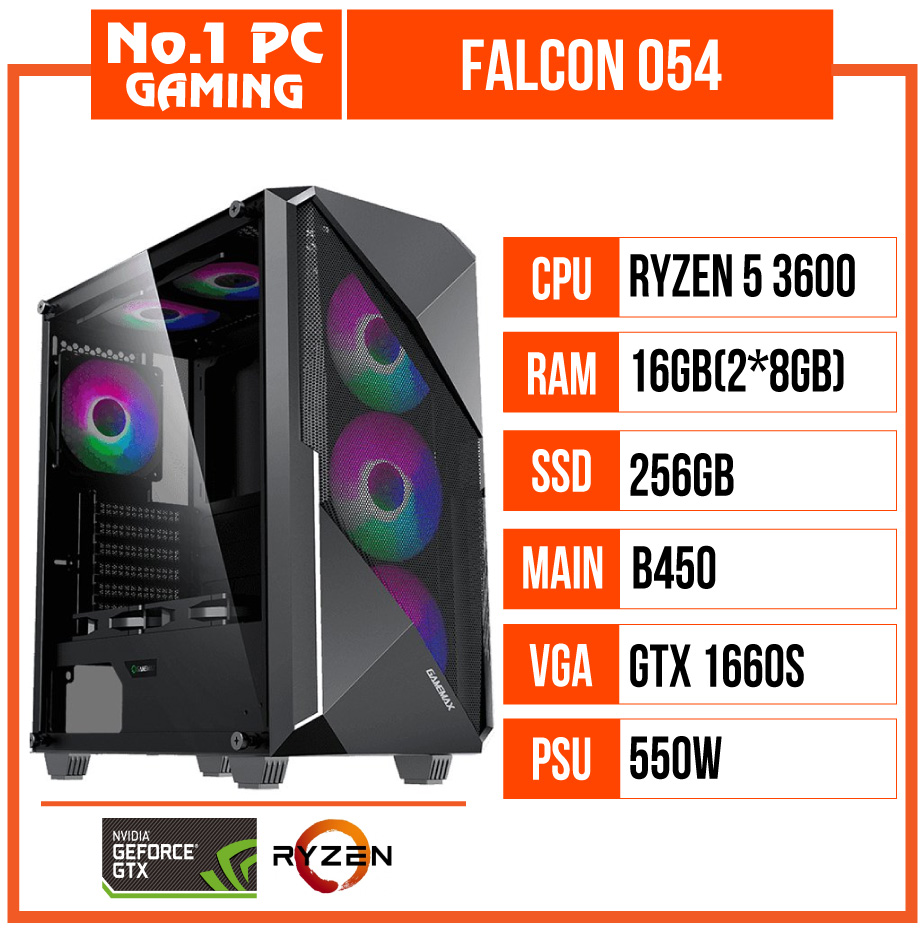 No.1 PC
GAMING
FALCON 054
CPU RYZEN 5 3600
RAM 16GB(2*8GB)
SSD 256GB
MAIN B450
VGA GTX 1660S
PSU 550W
GAMEMAX
NVIDIA
GEFORCE
GTX
RYZEN